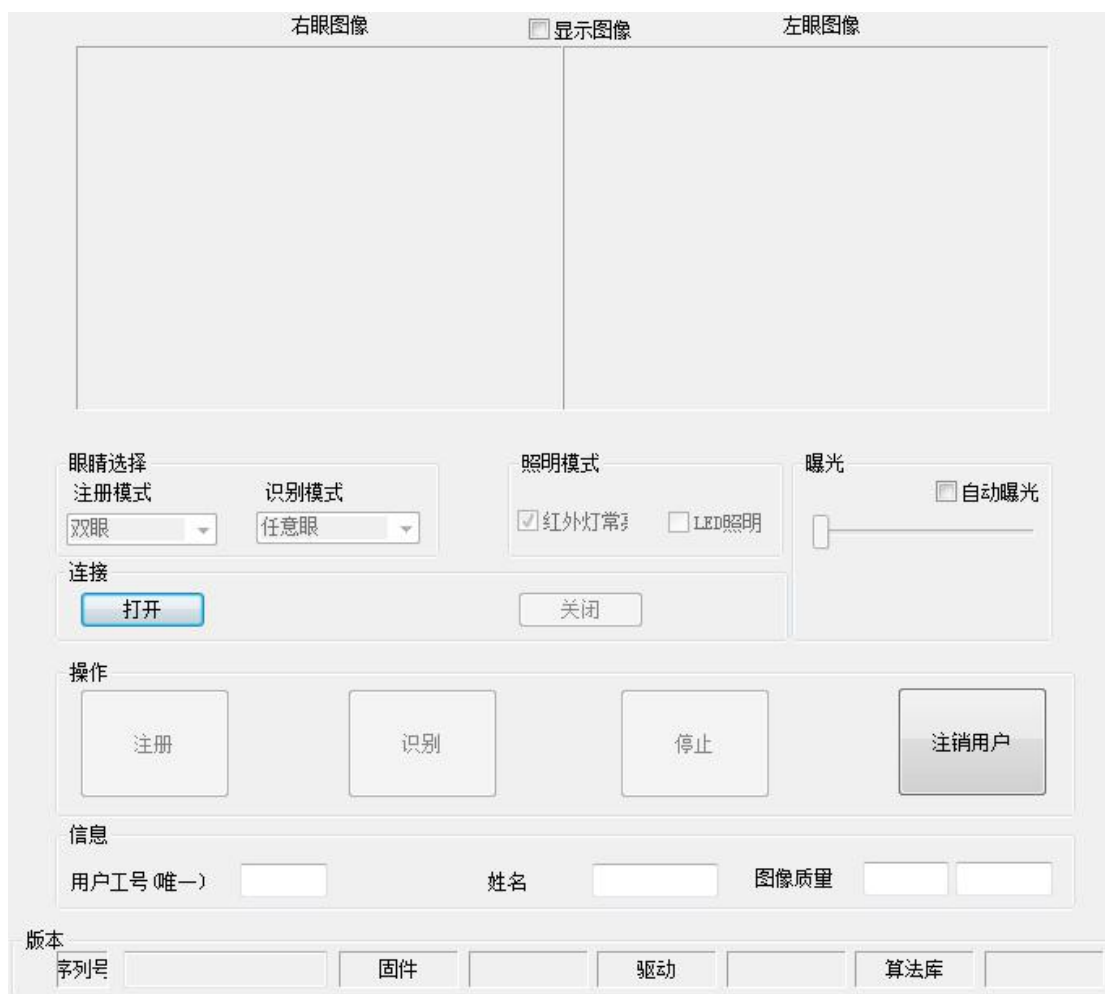 右眼图像 显示图像 左眼图像
眼睛选择 照明模式 曝光
注册模式 识别模式 自动曝光
双眼 任意眼 红外灯常 LED照明
连接
打开 关闭
操作
注册 识别 停止 注销用户
信息
用户工号(唯一) 姓名 图像质量
版本
序列号 固件 驱动 算法库